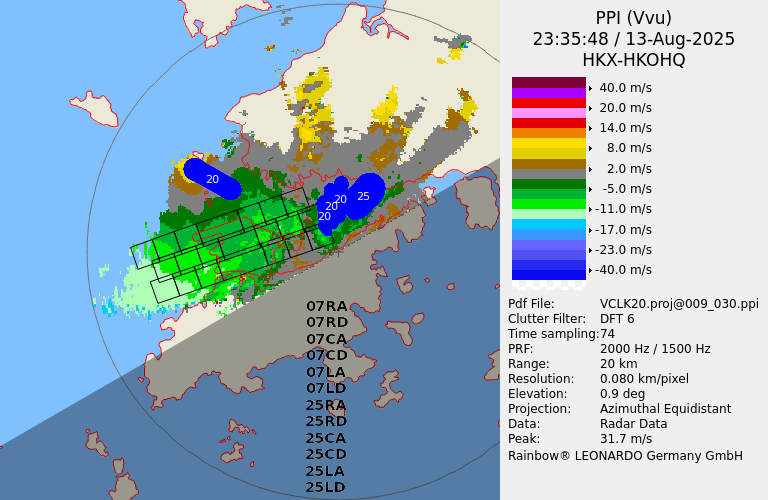 PPI (Vvu)
23:35:48 / 13-Aug-2025
HKX-HKOHQ
40.0 m/s
20.0 m/s
14.0 m/s
8.0 m/s
2.0 m/s
-5.0 m/s
-11.0 m/s
-17.0 m/s
-23.0 m/s
-40.0 m/s
Pdf File: VCLK20.proj@009_030.ppi
Clutter Filter: DFT 6
Time sampling:74
PRF: 2000 Hz / 1500 Hz
Range: 20 km
Resolution: 0.080 km/pixel
Elevation: 0.9 deg
Projection: Azimuthal Equidistant
Data: Radar Data
Peak: 31.7 m/s
Rainbow® LEONARDO Germany GmbH
20
20
25
20
20
07RA
07RD
07CA
07CD
07LA
07LD
25RA
25RD
25CA
25CD
25LA
25LD